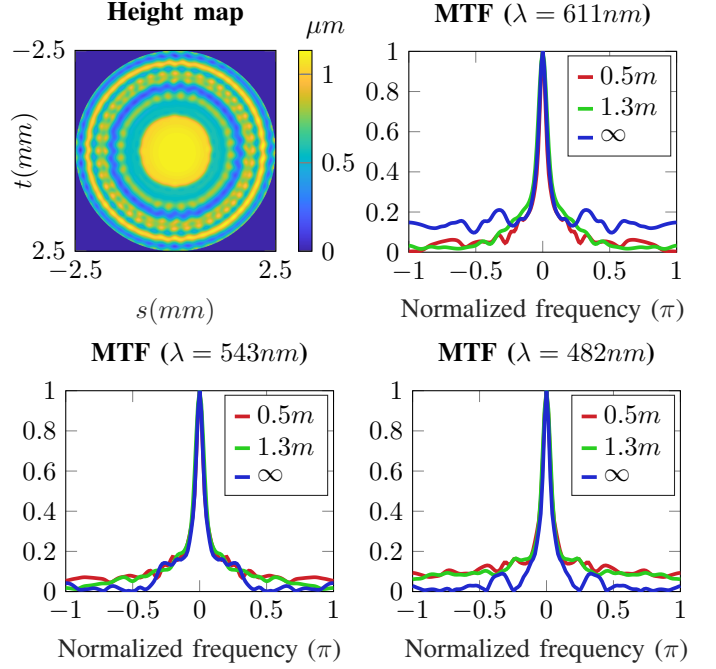 Height map
μm
−2.5
t(mm)
2.5
−2.5
2.5
s(mm)
1
0.5
0
MTF (λ = 611nm)
1
0.8
0.6
0.4
0.2
0
−1
−0.5
0
0.5
1
0.5m
1.3m
∞
Normalized frequency (π)
MTF (λ = 543nm)
1
0.8
0.6
0.4
0.2
0
−1
−0.5
0
0.5
1
0.5m
1.3m
∞
Normalized frequency (π)
MTF (λ = 482nm)
1
0.8
0.6
0.4
0.2
0
−1
−0.5
0
0.5
1
0.5m
1.3m
∞
Normalized frequency (π)